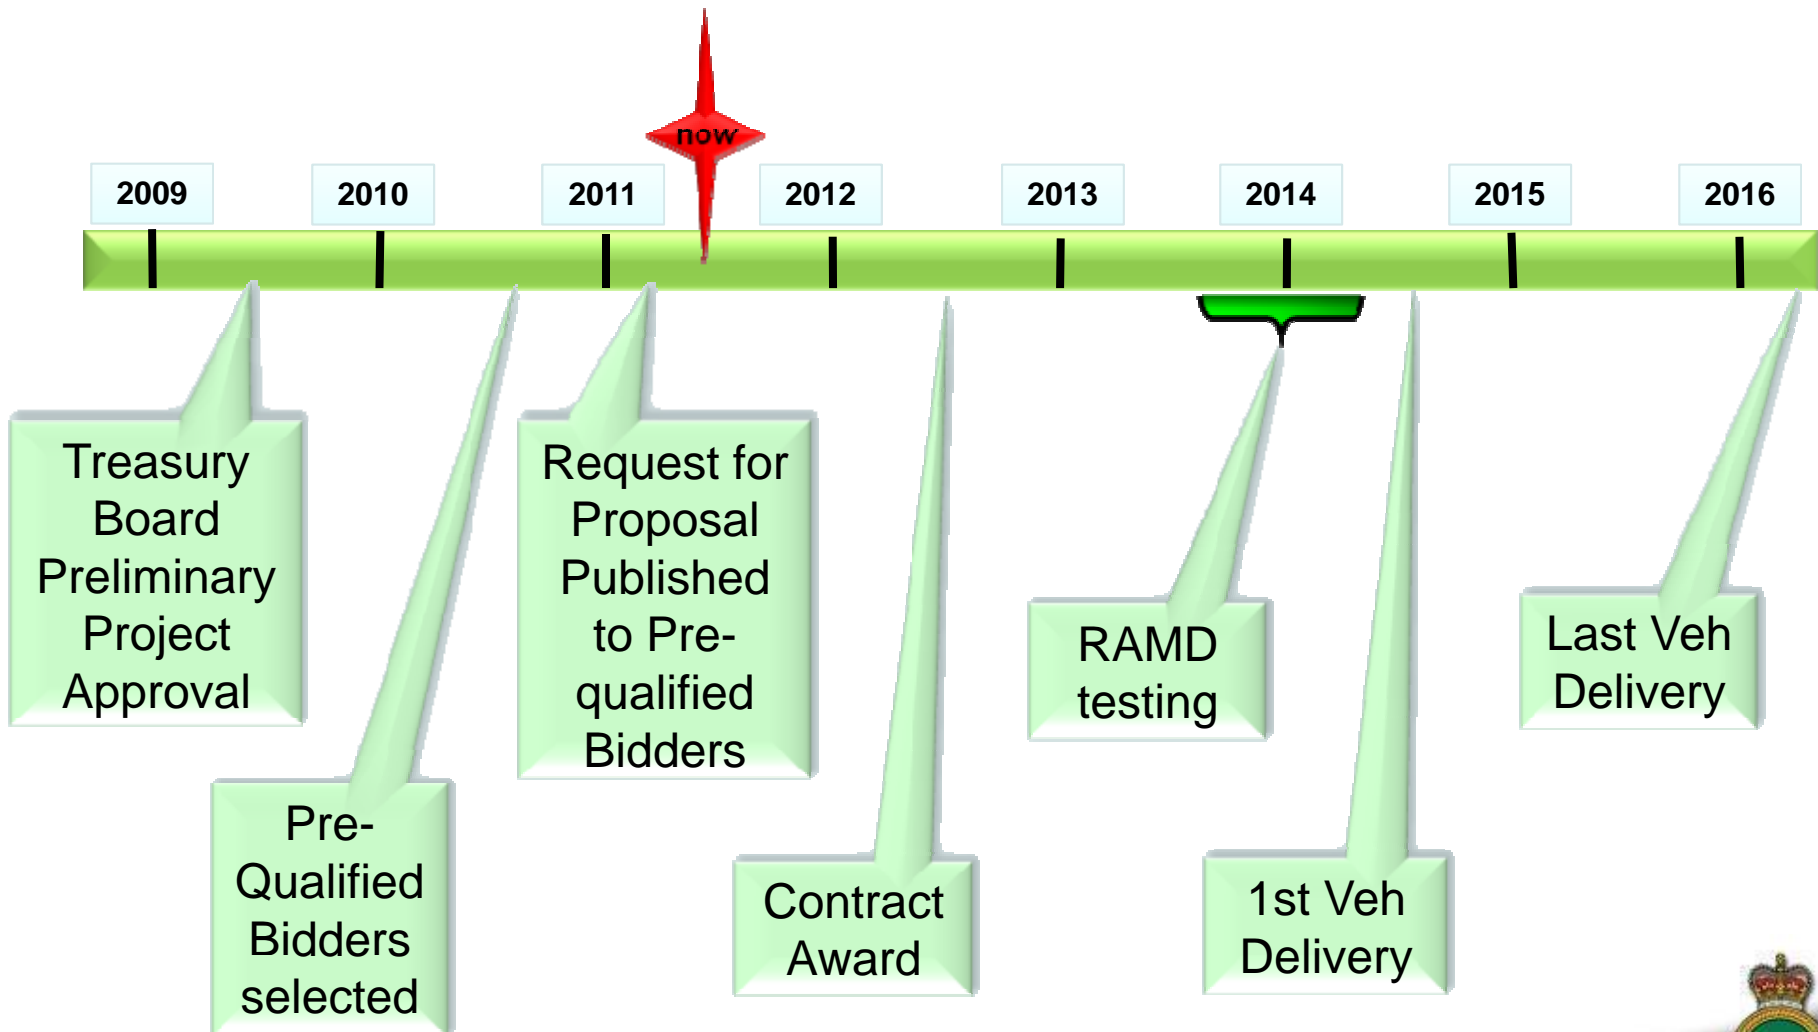 now
2009
2010
2011
2012
2013
2014
2015
2016
Treasury
Board
Preliminary
Project
Approval
Pre-
Qualified
Bidders
selected
Request for
Proposal
Published
to Pre-
qualified
Bidders
Contract
Award
RAMD
testing
1st Veh
Delivery
Last Veh
Delivery